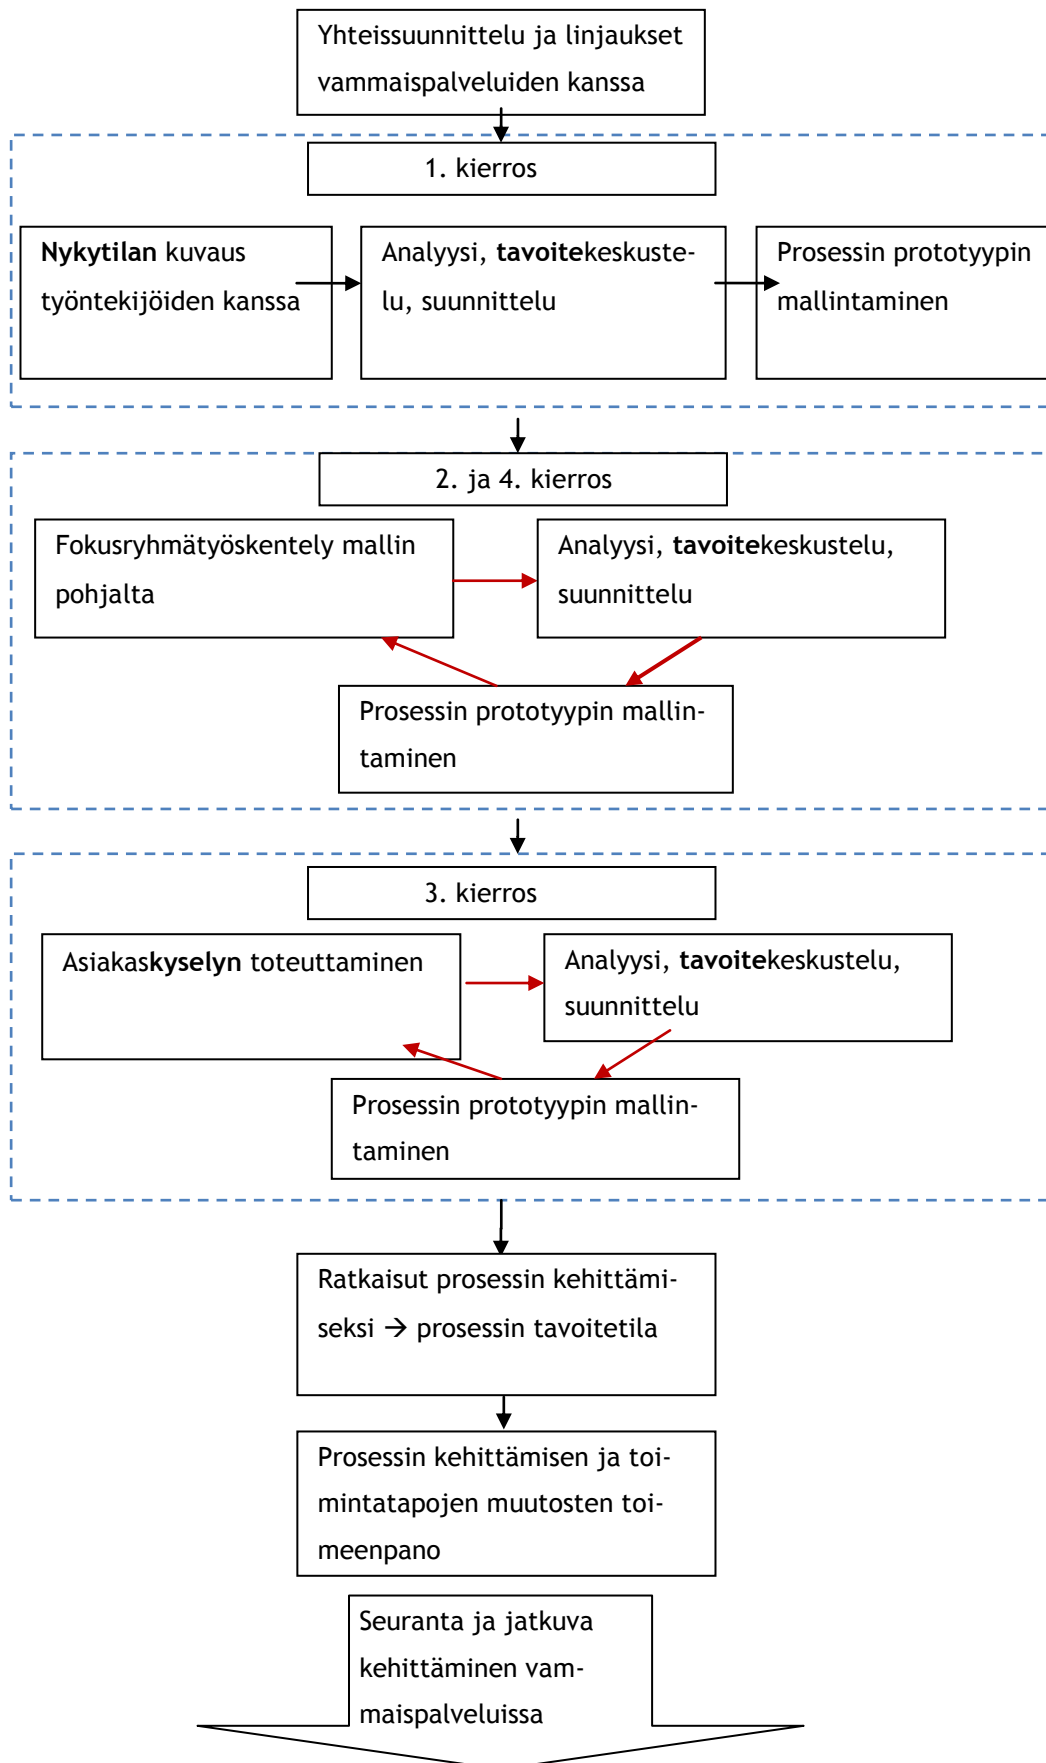 Yhteissuunnittelu ja linjaukset
vammaispalveluiden kanssa
1. kierros
Nykytilan kuvaus
työntekijöiden kanssa
Analyysi, tavoitekeskuste-
lu, suunnittelu
Prosessin prototyypin
mallintaminen
2. ja 4. kierros
Fokusryhmätyöskentely mallin
pohjalta
Analyysi, tavoitekeskustelu,
suunnittelu
Prosessin prototyypin mallin-
taminen
3. kierros
Asiakaskyselyn toteuttaminen
Analyysi, tavoitekeskustelu,
suunnittelu
Prosessin prototyypin mallin-
taminen
Ratkaisut prosessin kehittämi-
seksi → prosessin tavoitetila
Prosessin kehittämisen ja toi-
mintatapojen muutosten toi-
meenpano
Seuranta ja jatkuva
kehittäminen vam-
maispalveluissa